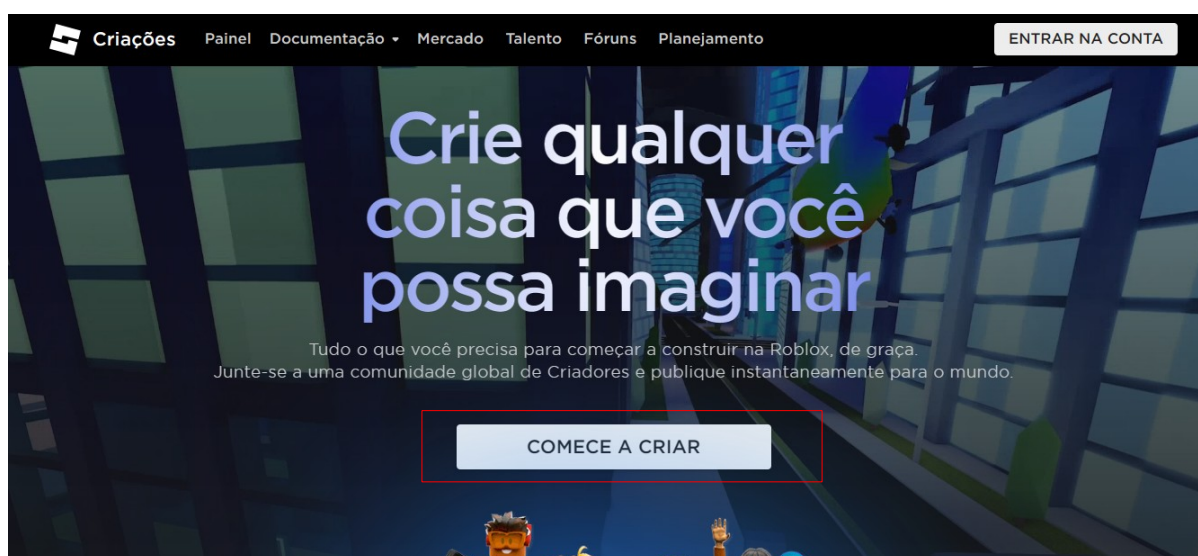 Criações Painel Documentação Mercado Talento Fóruns Planejamento ENTRAR NA CONTA
Crie qualquer
coisa que você
possa imaginar
Tudo o que você precisa para começar a construir na Roblox, de graça.
Junte-se a uma comunidade global de Criadores e publique instantaneamente para o mundo.
COMECE A CRIAR